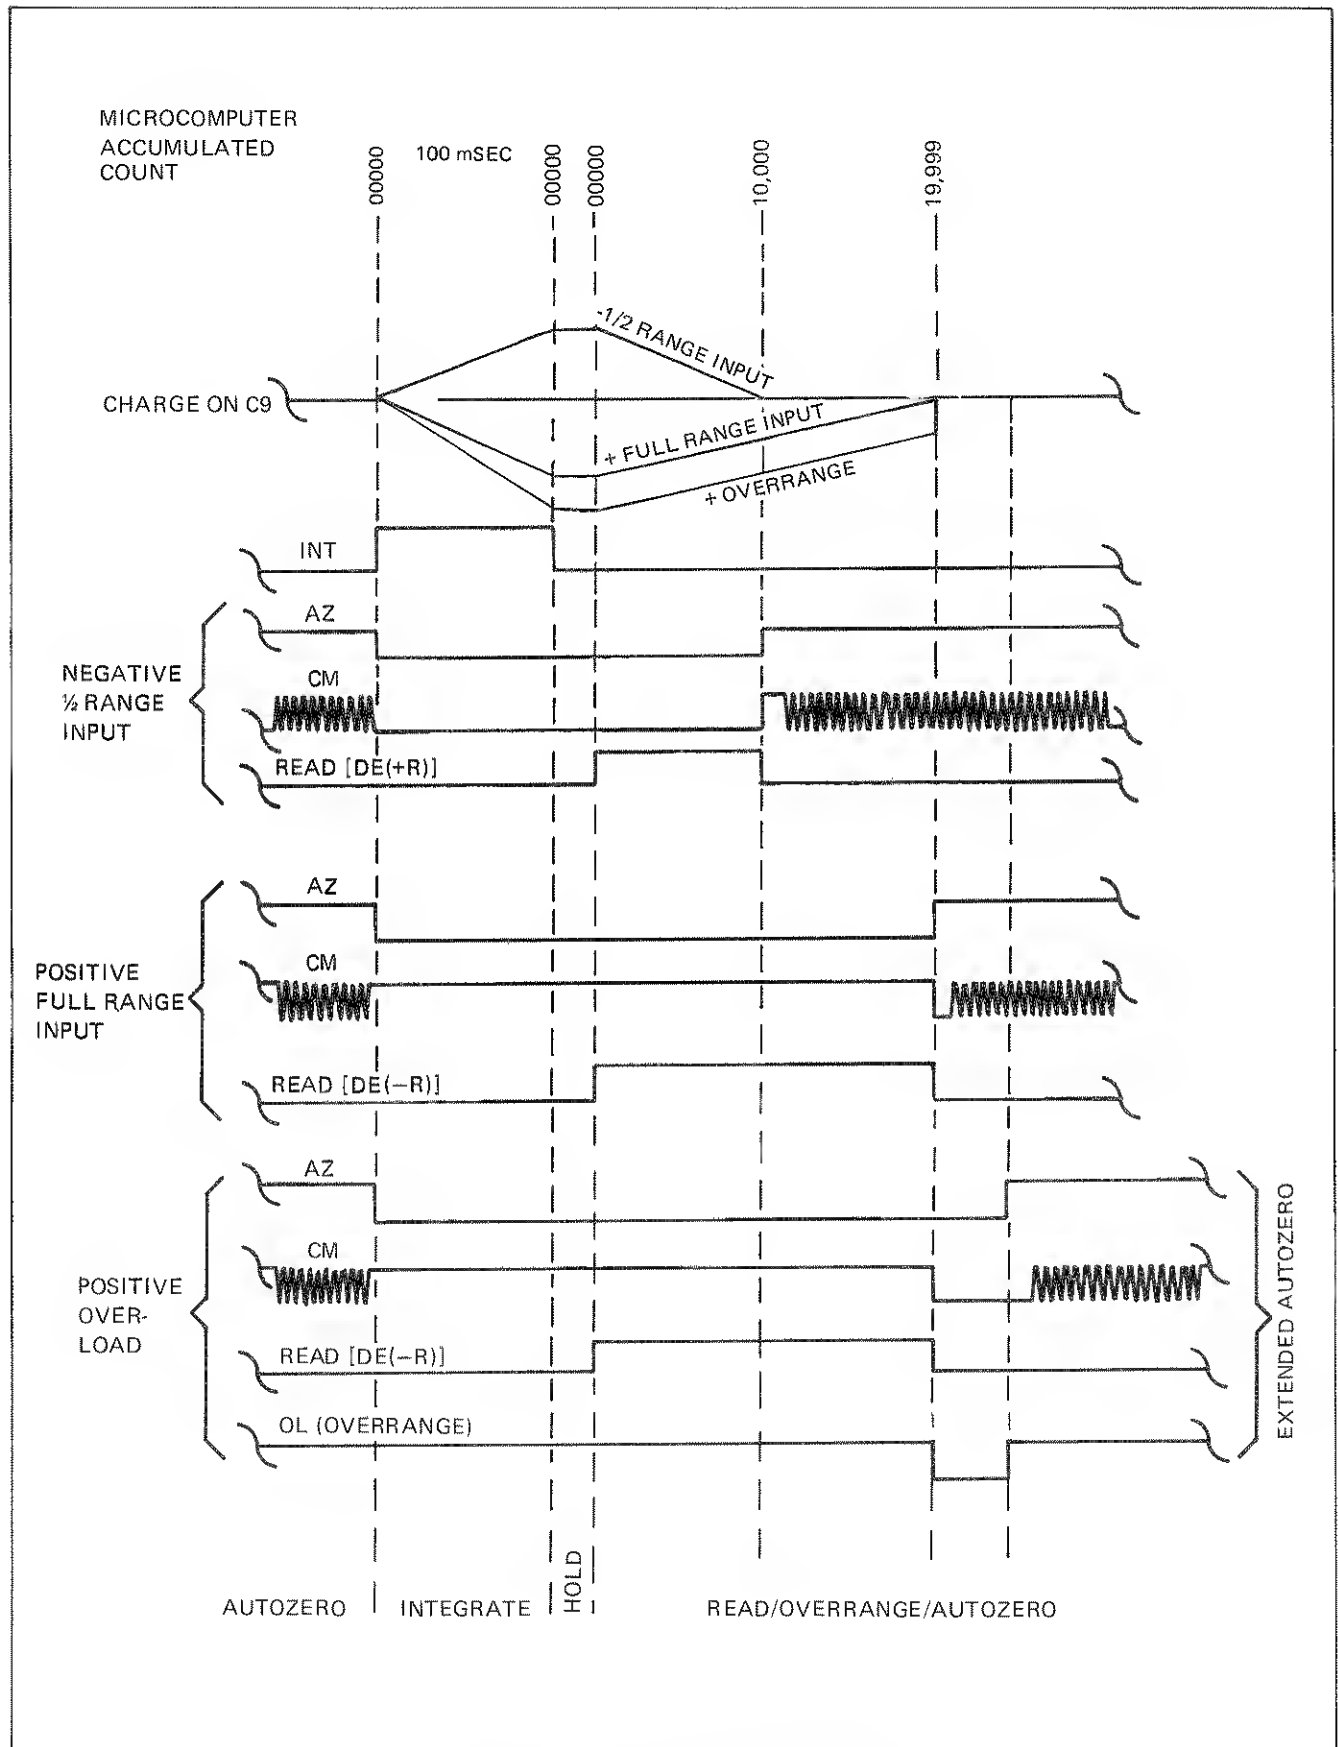 MICROCOMPUTER
ACCUMULATED
COUNT
00000
100 mSEC
00000
00000
10,000
19,999
-1/2 RANGE INPUT
CHARGE ON C9
+ FULL RANGE INPUT
+ OVERRANGE
INT
NEGATIVE
½ RANGE
INPUT
AZ
CM
READ [DE(+R)]
POSITIVE
FULL RANGE
INPUT
AZ
CM
READ [DE(−R)]
POSITIVE
OVER-
LOAD
AZ
CM
READ [DE(−R)]
OL (OVERRANGE)
EXTENDED AUTOZERO
AUTOZERO
INTEGRATE
HOLD
READ/OVERRANGE/AUTOZERO